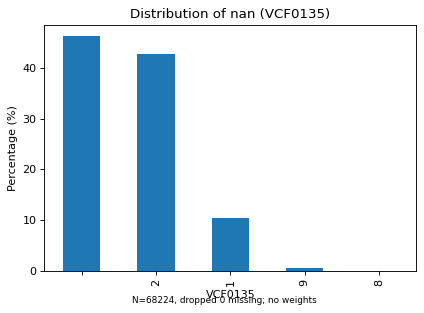 Distribution of nan (VCF0135)
Percentage (%)
40
30
20
10
0
2
1
9
8
VCF0135
N=68224, dropped 0 missing; no weights